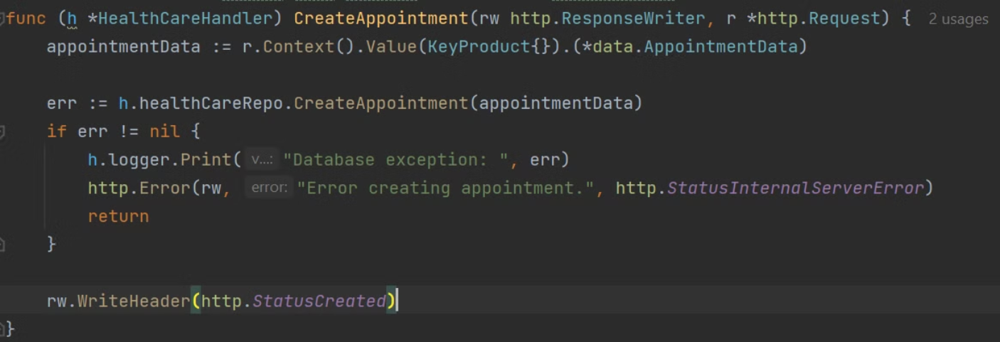 func (h *HealthCareHandler) CreateAppointment(rw http.ResponseWriter, r *http.Request) { 2 usages
appointmentData := r.Context().Value(KeyProduct{}).(*data.AppointmentData)
err := h.healthCareRepo.CreateAppointment(appointmentData)
if err != nil {
h.logger.Print( v...: "Database exception: ", err)
http.Error(rw, error: "Error creating appointment.", http.StatusInternalServerError)
return
}
rw.WriteHeader(http.StatusCreated)
}